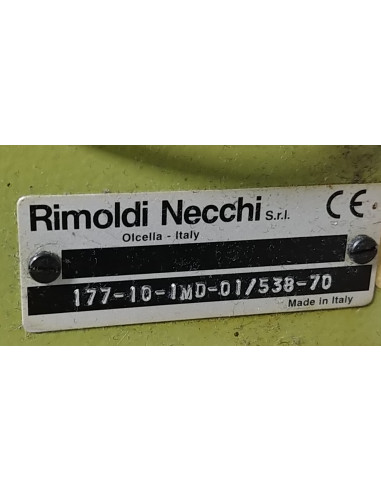 Rimoldi Necchi S.r.l. CE
Olcella - Italy
177-10-1MD-01/538-70
Made in Italy